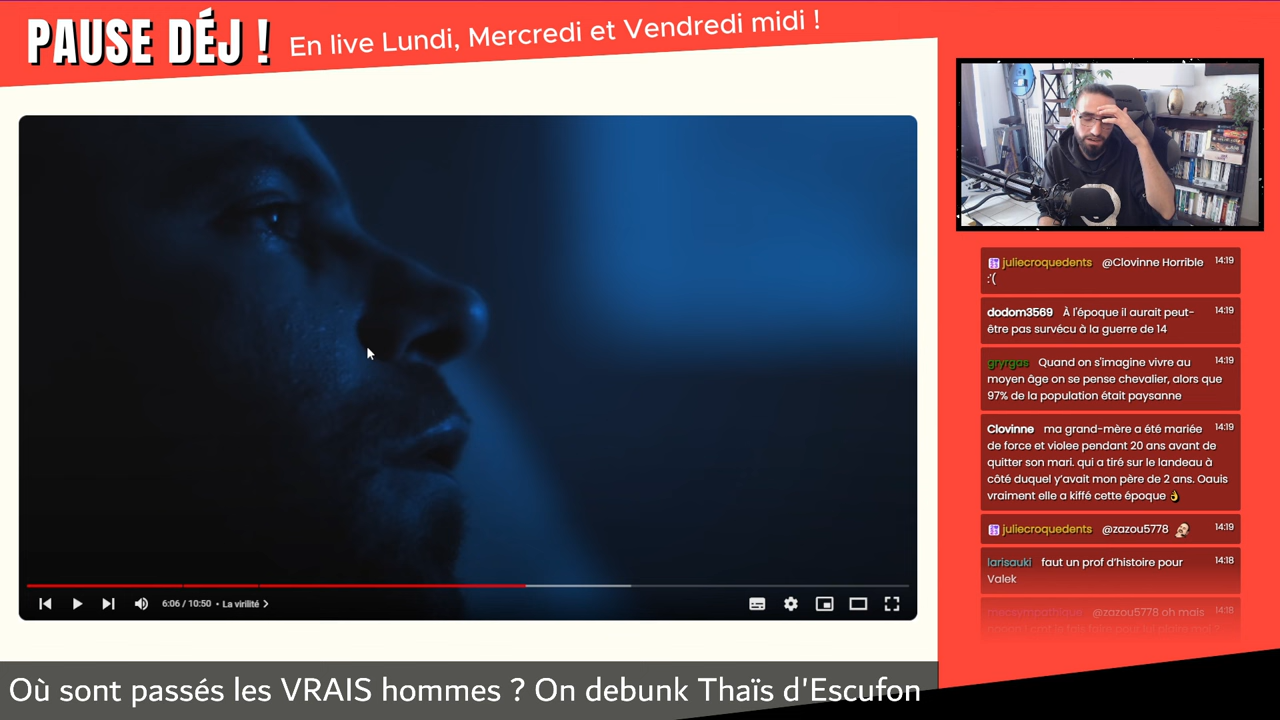 PAUSE DÉJ !
En live Lundi, Mercredi et Vendredi midi !
juliecroquedents @Clovinne Horrible 14:19
:'(
dodom3569 À l'époque il aurait peut- 14:19
être pas survécu à la guerre de 14
gryrgas Quand on s'imagine vivre au 14:19
moyen âge on se pense chevalier, alors que
97% de la population était paysanne
Clovinne ma grand-mère a été mariée 14:19
de force et violee pendant 20 ans avant de
quitter son mari. qui a tiré sur le landeau à
côté duquel y'avait mon père de 2 ans. Oauis
vraiment elle a kiffé cette époque 👌
juliecroquedents @zazou5778 14:19
larisauki faut un prof d'histoire pour 14:18
Valek
mecsympathique @zazou5778 oh mais 14:18
6:06 / 10:50 • La virilité
Où sont passés les VRAIS hommes ? On debunk Thaïs d'Escufon